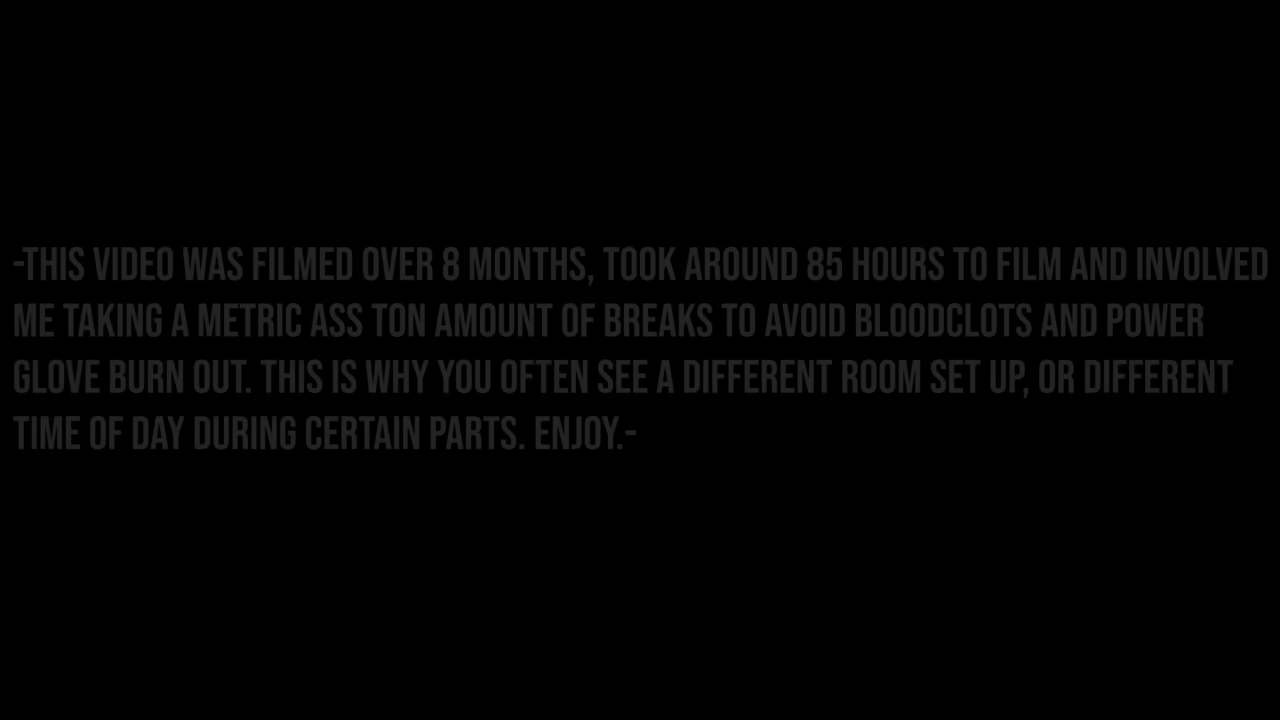 -THIS VIDEO WAS FILMED OVER 8 MONTHS, TOOK AROUND 85 HOURS TO FILM AND INVOLVED
ME TAKING A METRIC ASS TON AMOUNT OF BREAKS TO AVOID BLOODCLOTS AND POWER
GLOVE BURN OUT. THIS IS WHY YOU OFTEN SEE A DIFFERENT ROOM SET UP, OR DIFFERENT
TIME OF DAY DURING CERTAIN PARTS. ENJOY.-